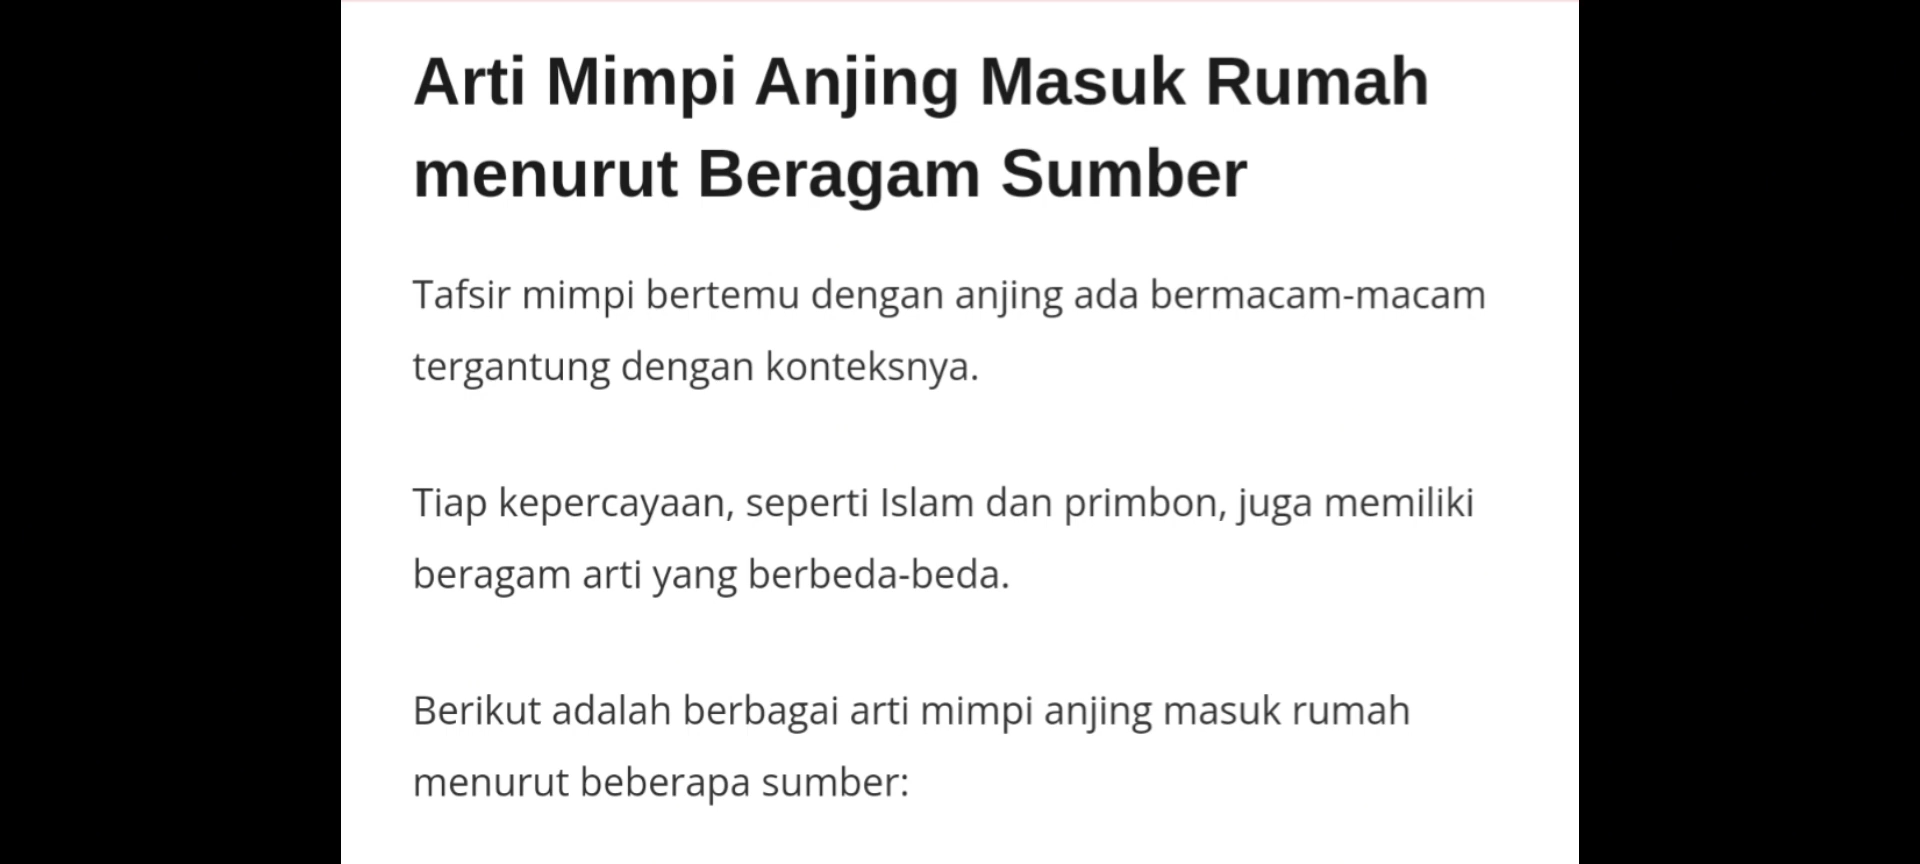 Arti Mimpi Anjing Masuk Rumah
menurut Beragam Sumber
Tafsir mimpi bertemu dengan anjing ada bermacam-macam
tergantung dengan konteksnya.
Tiap kepercayaan, seperti Islam dan primbon, juga memiliki
beragam arti yang berbeda-beda.
Berikut adalah berbagai arti mimpi anjing masuk rumah
menurut beberapa sumber: